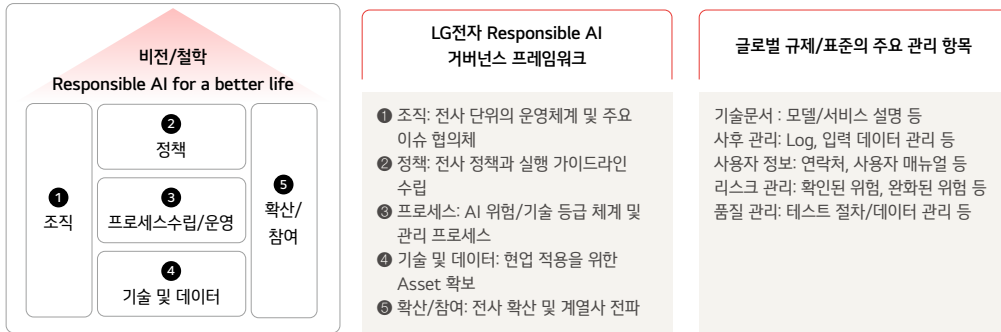 비전/철학
Responsible AI for a better life
❶
조직
❷
정책
❸
프로세스수립/운영
❹
기술 및 데이터
❺
확산/
참여
LG전자 Responsible AI
거버넌스 프레임워크
❶ 조직: 전사 단위의 운영체계 및 주요
이슈 협의체
❷ 정책: 전사 정책과 실행 가이드라인
수립
❸ 프로세스: AI 위험/기술 등급 체계 및
관리 프로세스
❹ 기술 및 데이터: 현업 적용을 위한
Asset 확보
❺ 확산/참여: 전사 확산 및 계열사 전파
글로벌 규제/표준의 주요 관리 항목
기술문서 : 모델/서비스 설명 등
사후 관리: Log, 입력 데이터 관리 등
사용자 정보: 연락처, 사용자 매뉴얼 등
리스크 관리: 확인된 위험, 완화된 위험 등
품질 관리: 테스트 절차/데이터 관리 등